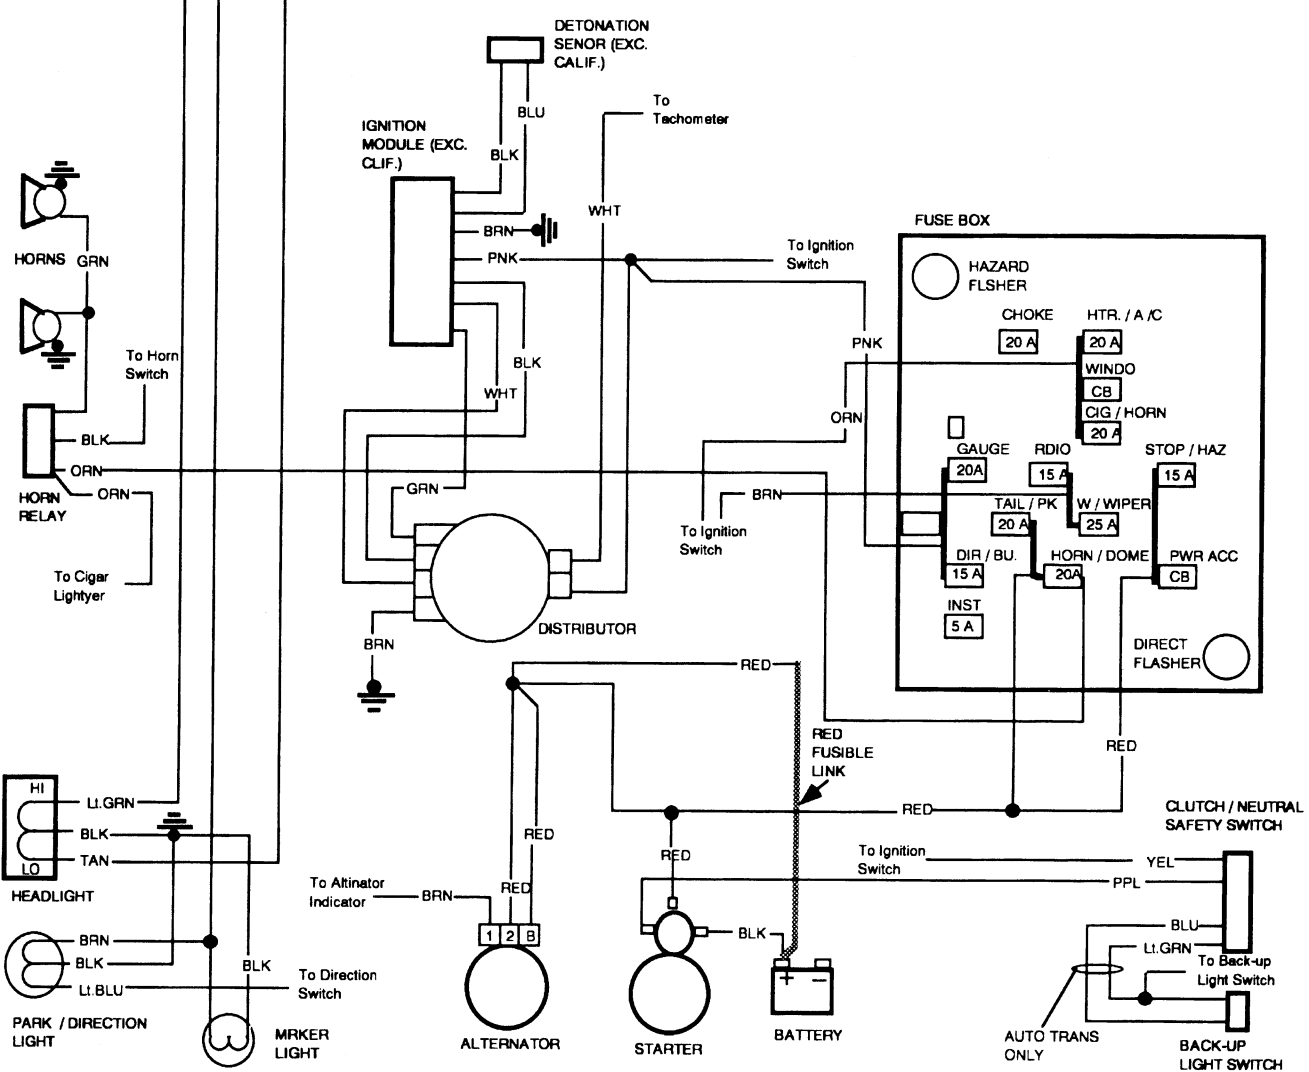 DETONATION
SENOR (EXC.
CALIF.)
BLU
BLK
To
Tachometer
IGNITION
MODULE (EXC.
CLIF.)
WHT
BRN
PNK
To Ignition
Switch
HORNS
GRN
To Horn
Switch
BLK
ORN
ORN
HORN
RELAY
To Cigar
Lightyer
BLK
WHT
GRN
BRN
DISTRIBUTOR
PNK
ORN
BRN
To Ignition
Switch
FUSE BOX
HAZARD
FLSHER
CHOKE
20 A
HTR. / A /C
20 A
WINDO
CB
CIG / HORN
20 A
GAUGE
20A
RDIO
15 A
STOP / HAZ
15 A
TAIL / PK
20 A
W / WIPER
25 A
DIR / BU.
15 A
HORN / DOME
20A
PWR ACC
CB
INST
5 A
DIRECT
FLASHER
RED
RED
FUSIBLE
LINK
RED
RED
HI
Lt.GRN
BLK
TAN
LO
HEADLIGHT
BRN
BLK
Lt.BLU
BLK
To Direction
Switch
PARK / DIRECTION
LIGHT
MRKER
LIGHT
To Altinator
Indicator
BRN
RED
RED
1 2 B
ALTERNATOR
RED
BLK
STARTER
+ –
BATTERY
CLUTCH / NEUTRAL
SAFETY SWITCH
To Ignition
Switch
YEL
PPL
BLU
Lt.GRN
To Back-up
Light Switch
AUTO TRANS
ONLY
BACK-UP
LIGHT SWITCH